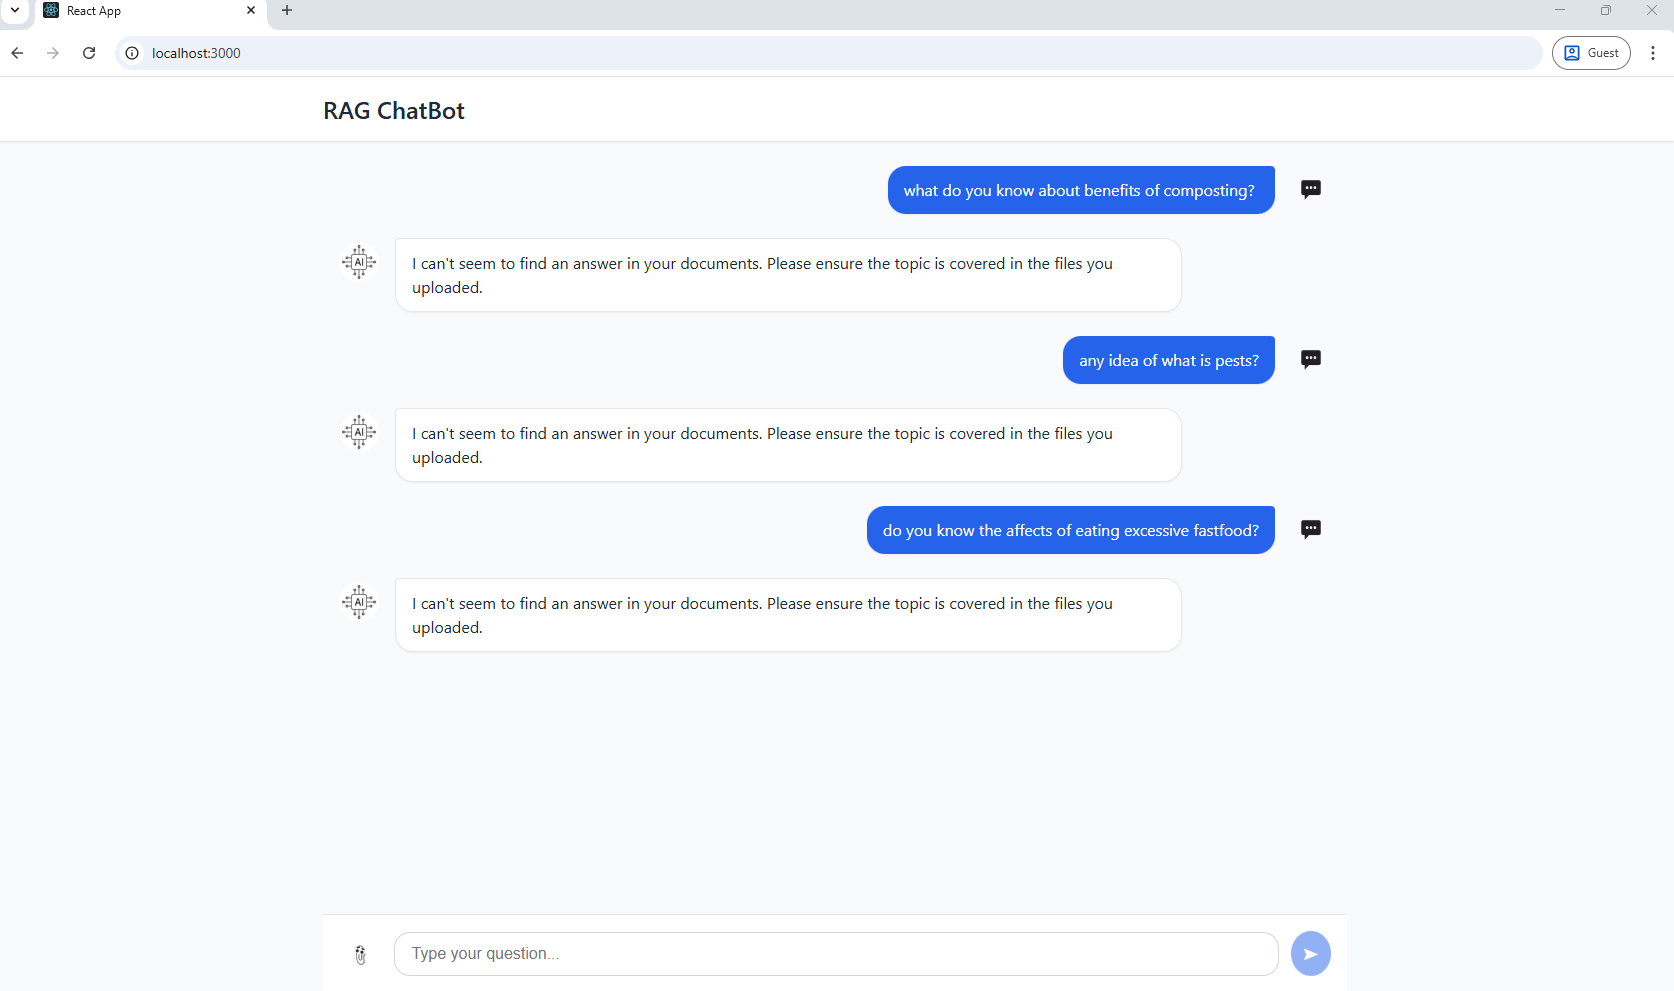 React App
localhost:3000
Guest
RAG ChatBot
what do you know about benefits of composting?
AI
I can't seem to find an answer in your documents. Please ensure the topic is covered in the files you
uploaded.
any idea of what is pests?
AI
I can't seem to find an answer in your documents. Please ensure the topic is covered in the files you
uploaded.
do you know the affects of eating excessive fastfood?
AI
I can't seem to find an answer in your documents. Please ensure the topic is covered in the files you
uploaded.
Type your question...